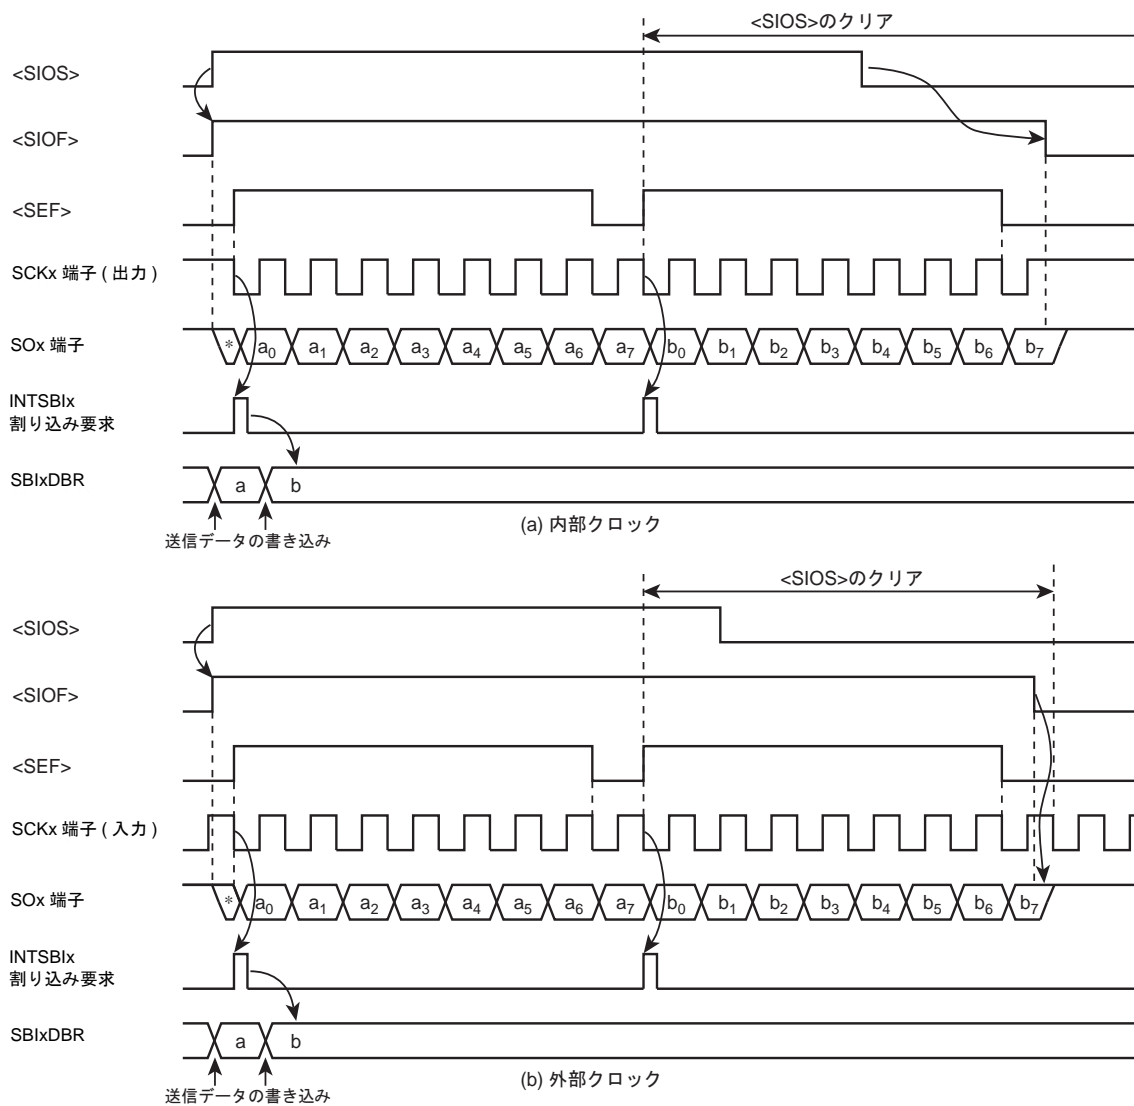 <SIOS>のクリア
<SIOS>
<SIOF>
<SEF>
SCKx 端子 ( 出力 )
SOx 端子
* a0 a1 a2 a3 a4 a5 a6 a7 b0 b1 b2 b3 b4 b5 b6 b7
INTSBIx
割り込み要求
SBIxDBR
a b
(a) 内部クロック
送信データの書き込み
<SIOS>のクリア
<SIOS>
<SIOF>
<SEF>
SCKx 端子 ( 入力 )
SOx 端子
* a0 a1 a2 a3 a4 a5 a6 a7 b0 b1 b2 b3 b4 b5 b6 b7
INTSBIx
割り込み要求
SBIxDBR
a b
(b) 外部クロック
送信データの書き込み